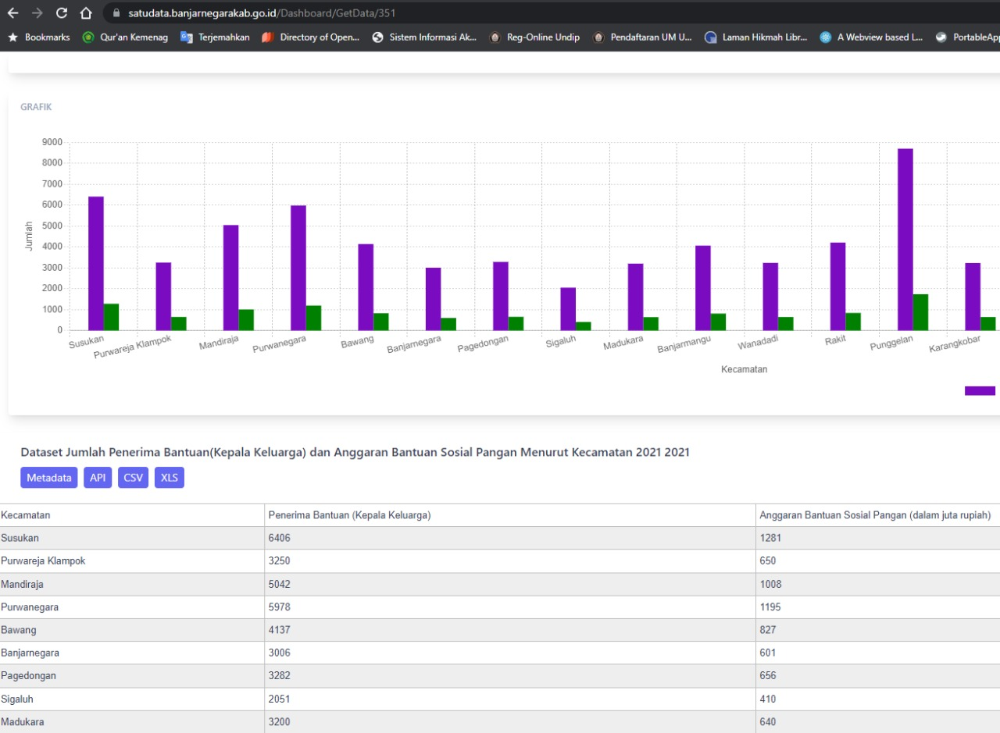 satudata.banjarnegarakab.go.id/Dashboard/GetData/351
Bookmarks Qur'an Kemenag Terjemahkan Directory of Open... Sistem Informasi Ak... Reg-Online Undip Pendaftaran UM U... Laman Hikmah Libr... A Webview based L... PortableApp
GRAFIK
9000
8000
7000
6000
5000
4000
3000
2000
1000
0
Jumlah
Susukan Purwareja Klampok Mandiraja Purwanegara Bawang Banjarnegara Pagedongan Sigaluh Madukara Banjarmangu Wanadadi Rakit Punggelan Karangkobar
Kecamatan
Dataset Jumlah Penerima Bantuan(Kepala Keluarga) dan Anggaran Bantuan Sosial Pangan Menurut Kecamatan 2021 2021
Metadata API CSV XLS
Kecamatan Penerima Bantuan (Kepala Keluarga) Anggaran Bantuan Sosial Pangan (dalam juta rupiah)
Susukan 6406 1281
Purwareja Klampok 3250 650
Mandiraja 5042 1008
Purwanegara 5978 1195
Bawang 4137 827
Banjarnegara 3006 601
Pagedongan 3282 656
Sigaluh 2051 410
Madukara 3200 640